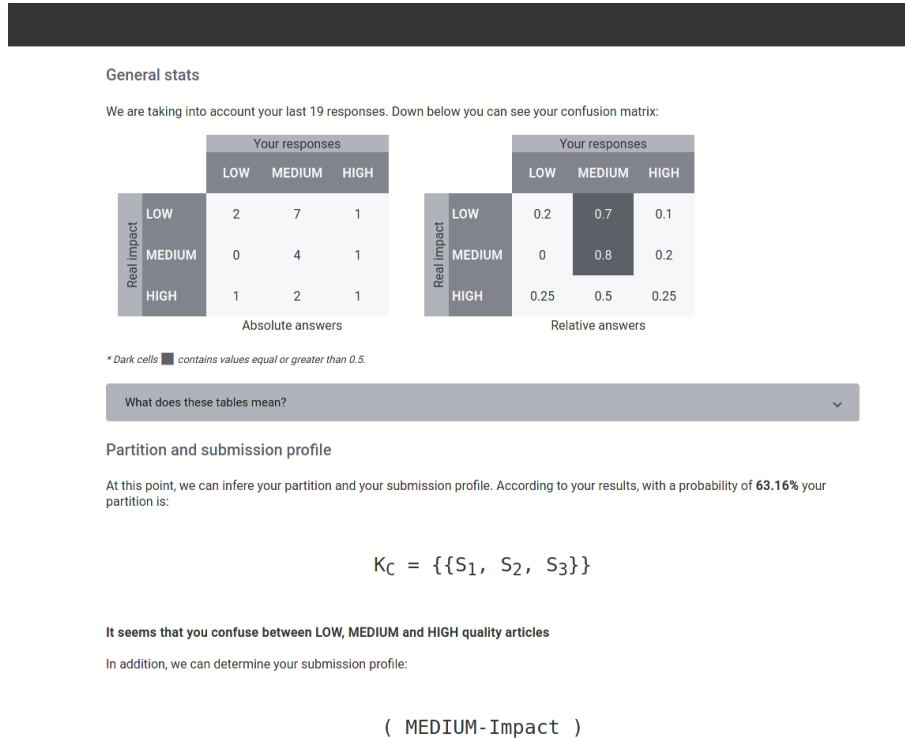 General stats
We are taking into account your last 19 responses. Down below you can see your confusion matrix:
Your responses
LOW MEDIUM HIGH
Real impact
LOW 2 7 1
MEDIUM 0 4 1
HIGH 1 2 1
Absolute answers
Your responses
LOW MEDIUM HIGH
Real impact
LOW 0.2 0.7 0.1
MEDIUM 0 0.8 0.2
HIGH 0.25 0.5 0.25
Relative answers
* Dark cells contains values equal or greater than 0.5.
What does these tables mean?
Partition and submission profile
At this point, we can infere your partition and your submission profile. According to your results, with a probability of 63.16% your
partition is:
KC = {{S1, S2, S3}}
It seems that you confuse between LOW, MEDIUM and HIGH quality articles
In addition, we can determine your submission profile:
( MEDIUM-Impact )